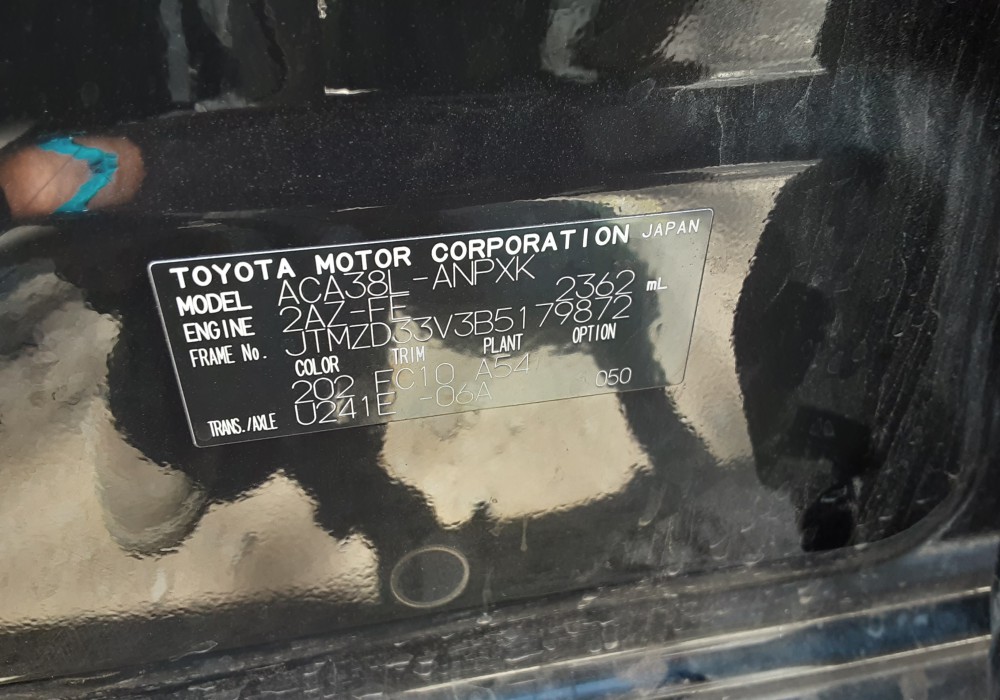 TOYOTA MOTOR CORPORATION JAPAN
MODEL ACA38L-ANPXK
ENGINE 2AZ-FE 2362 mL
FRAME No. JTMZD33V3B5179872
COLOR TRIM PLANT OPTION
202 FC10 A54
TRANS./AXLE U241E -06A 050